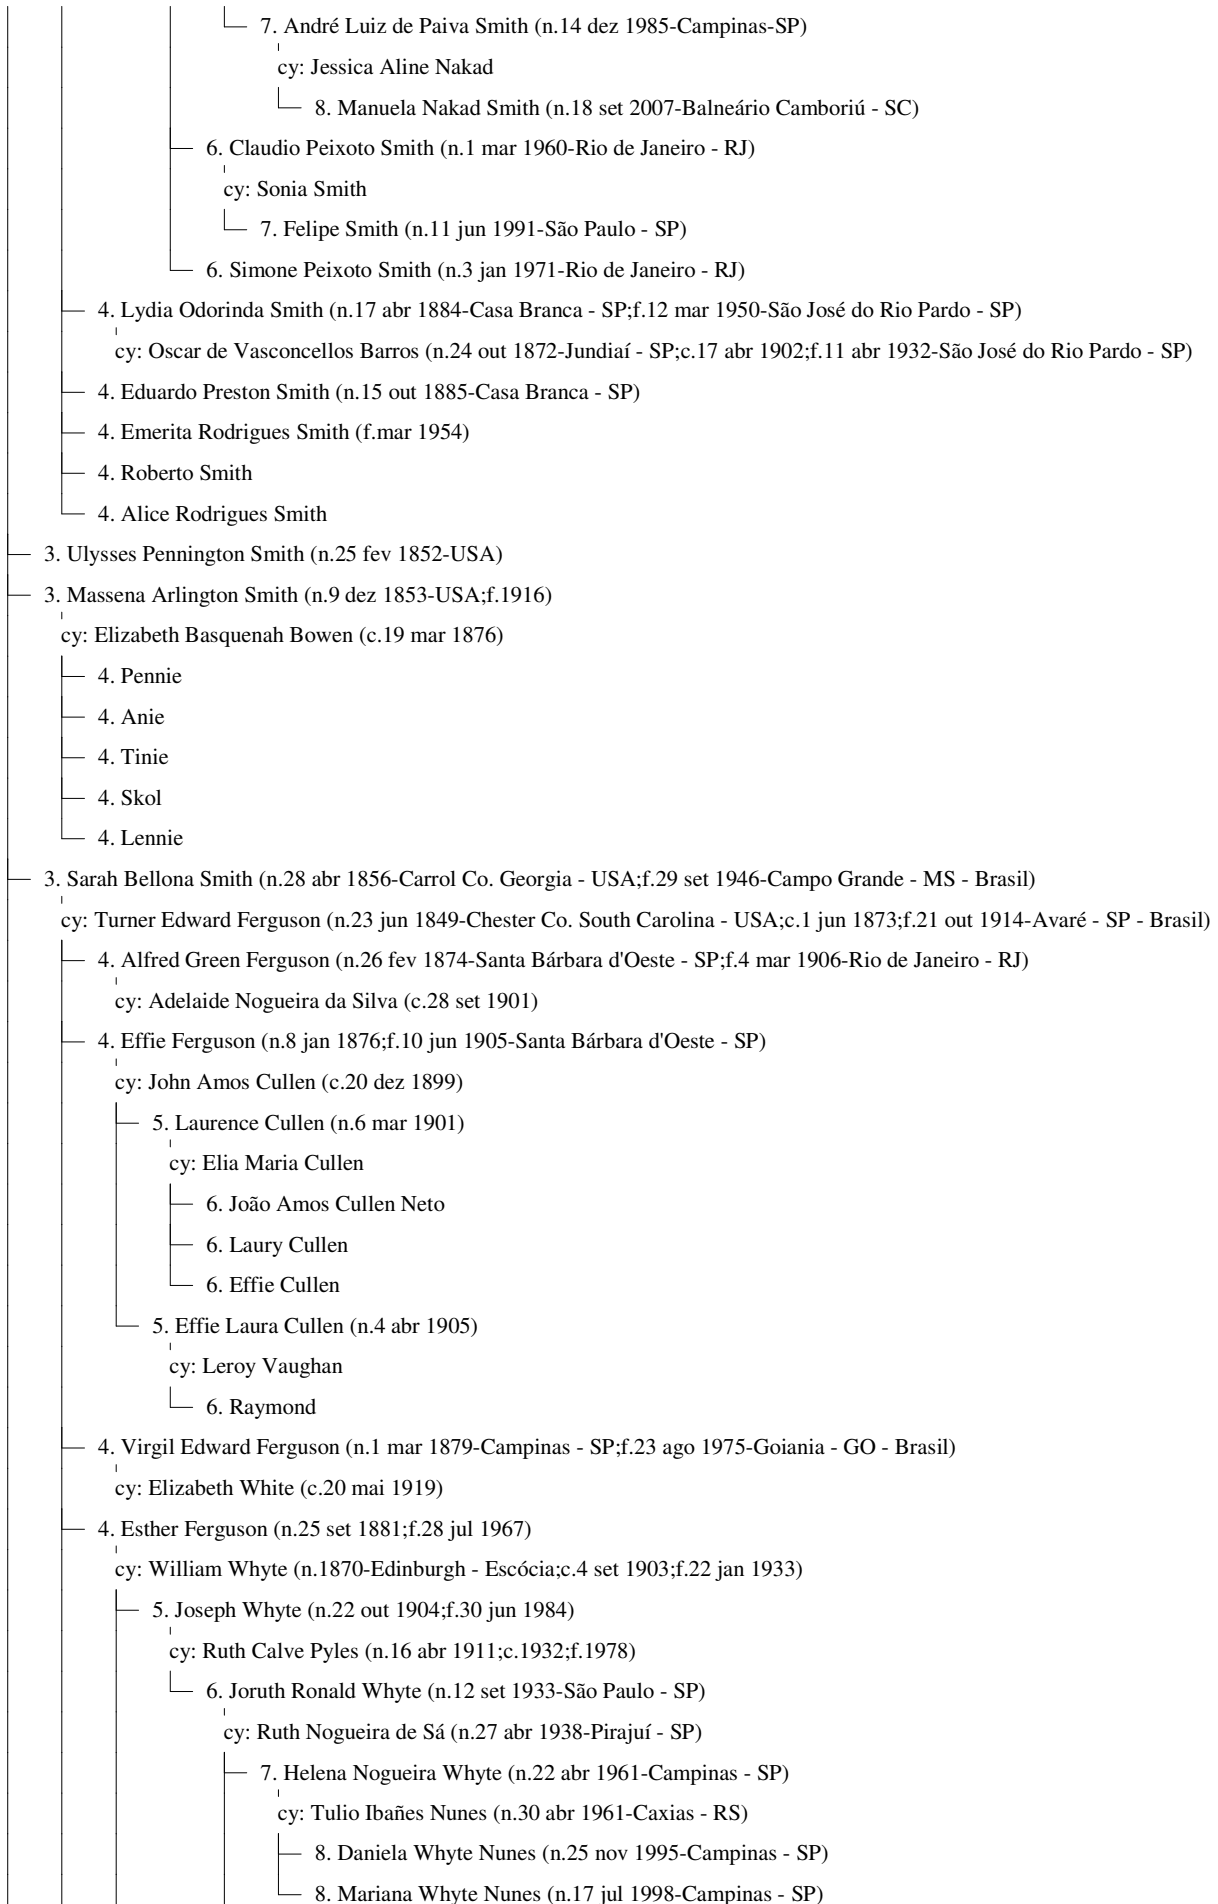 7. André Luiz de Paiva Smith (n.14 dez 1985-Campinas-SP)
cy: Jessica Aline Nakad
8. Manuela Nakad Smith (n.18 set 2007-Balneário Camboriú - SC)
6. Claudio Peixoto Smith (n.1 mar 1960-Rio de Janeiro - RJ)
cy: Sonia Smith
7. Felipe Smith (n.11 jun 1991-São Paulo - SP)
6. Simone Peixoto Smith (n.3 jan 1971-Rio de Janeiro - RJ)
4. Lydia Odorinda Smith (n.17 abr 1884-Casa Branca - SP;f.12 mar 1950-São José do Rio Pardo - SP)
cy: Oscar de Vasconcellos Barros (n.24 out 1872-Jundiaí - SP;c.17 abr 1902;f.11 abr 1932-São José do Rio Pardo - SP)
4. Eduardo Preston Smith (n.15 out 1885-Casa Branca - SP)
4. Emerita Rodrigues Smith (f.mar 1954)
4. Roberto Smith
4. Alice Rodrigues Smith
3. Ulysses Pennington Smith (n.25 fev 1852-USA)
3. Massena Arlington Smith (n.9 dez 1853-USA;f.1916)
cy: Elizabeth Basquenah Bowen (c.19 mar 1876)
4. Pennie
4. Anie
4. Tinie
4. Skol
4. Lennie
3. Sarah Bellona Smith (n.28 abr 1856-Carrol Co. Georgia - USA;f.29 set 1946-Campo Grande - MS - Brasil)
cy: Turner Edward Ferguson (n.23 jun 1849-Chester Co. South Carolina - USA;c.1 jun 1873;f.21 out 1914-Avaré - SP - Brasil)
4. Alfred Green Ferguson (n.26 fev 1874-Santa Bárbara d'Oeste - SP;f.4 mar 1906-Rio de Janeiro - RJ)
cy: Adelaide Nogueira da Silva (c.28 set 1901)
4. Effie Ferguson (n.8 jan 1876;f.10 jun 1905-Santa Bárbara d'Oeste - SP)
cy: John Amos Cullen (c.20 dez 1899)
5. Laurence Cullen (n.6 mar 1901)
cy: Elia Maria Cullen
6. João Amos Cullen Neto
6. Laury Cullen
6. Effie Cullen
5. Effie Laura Cullen (n.4 abr 1905)
cy: Leroy Vaughan
6. Raymond
4. Virgil Edward Ferguson (n.1 mar 1879-Campinas - SP;f.23 ago 1975-Goiania - GO - Brasil)
cy: Elizabeth White (c.20 mai 1919)
4. Esther Ferguson (n.25 set 1881;f.28 jul 1967)
cy: William Whyte (n.1870-Edinburgh - Escócia;c.4 set 1903;f.22 jan 1933)
5. Joseph Whyte (n.22 out 1904;f.30 jun 1984)
cy: Ruth Calve Pyles (n.16 abr 1911;c.1932;f.1978)
6. Joruth Ronald Whyte (n.12 set 1933-São Paulo - SP)
cy: Ruth Nogueira de Sá (n.27 abr 1938-Pirajuí - SP)
7. Helena Nogueira Whyte (n.22 abr 1961-Campinas - SP)
cy: Tulio Ibañes Nunes (n.30 abr 1961-Caxias - RS)
8. Daniela Whyte Nunes (n.25 nov 1995-Campinas - SP)
8. Mariana Whyte Nunes (n.17 jul 1998-Campinas - SP)